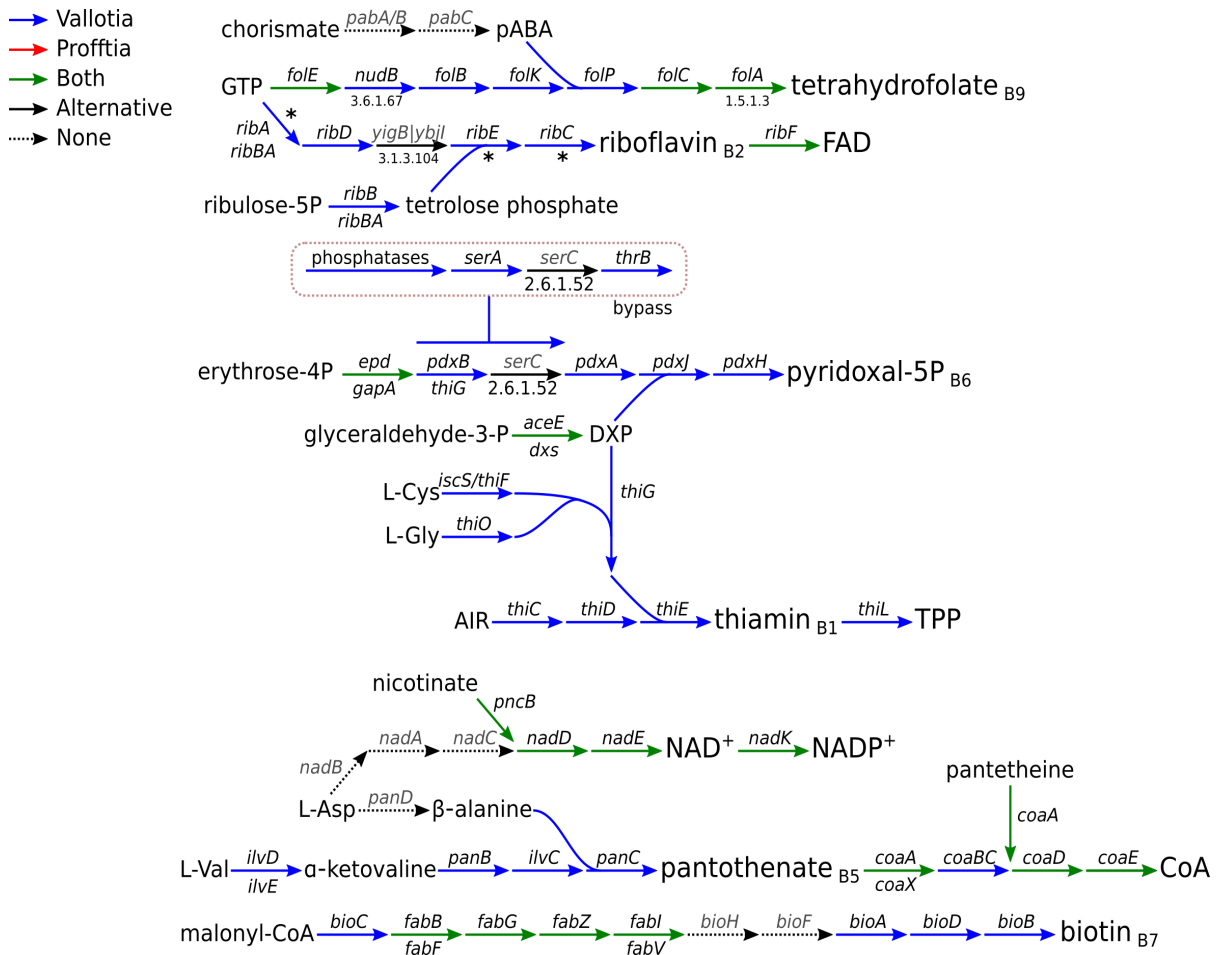 Vallotia
Profftia
Both
Alternative
None
chorismate pabA/B pabC pABA
GTP folE nudB folB folK folP folC folA tetrahydrofolate B9
3.6.1.67 1.5.1.3
*
ribA ribD yigB|ybjI ribE ribC riboflavin B2 ribF FAD
ribBA 3.1.3.104 * *
ribulose-5P ribB tetrolose phosphate
ribBA
phosphatases serA serC thrB
2.6.1.52
bypass
erythrose-4P epd pdxB serC pdxA pdxJ pdxH pyridoxal-5P B6
gapA thiG 2.6.1.52
glyceraldehyde-3-P aceE DXP
dxs
L-Cys iscS/thiF thiG
L-Gly thiO
AIR thiC thiD thiE thiamin B1 thiL TPP
nicotinate
pncB
nadA nadC nadD nadE NAD+ nadK NADP+
nadB
pantetheine
L-Asp panD β-alanine
coaA
L-Val ilvD α-ketovaline panB ilvC panC pantothenate B5 coaA coaBC coaD coaE CoA
ilvE coaX
malonyl-CoA bioC fabB fabG fabZ fabI bioH bioF bioA bioD bioB biotin B7
fabF fabV